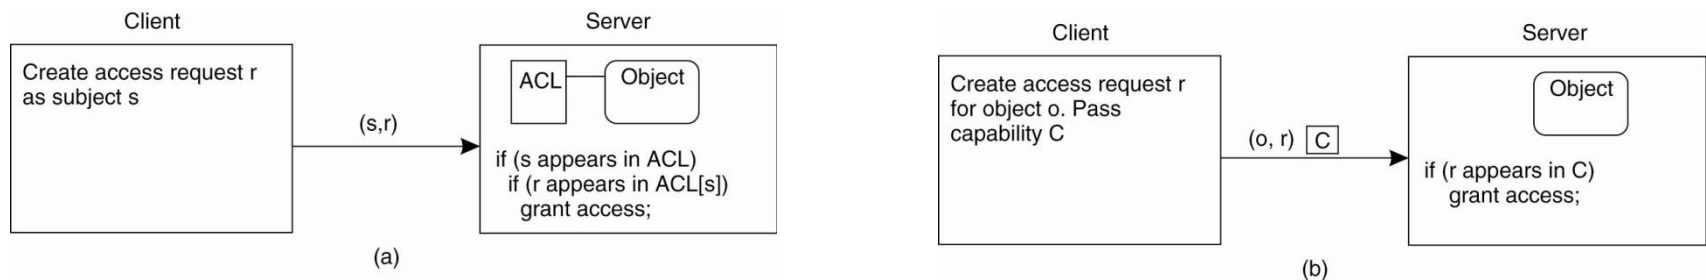 Client
Server
Create access request r
as subject s
(s,r)
ACL
Object
if (s appears in ACL)
if (r appears in ACL[s])
grant access;
(a)
Client
Server
Create access request r
for object o. Pass
capability C
(o, r) C
Object
if (r appears in C)
grant access;
(b)